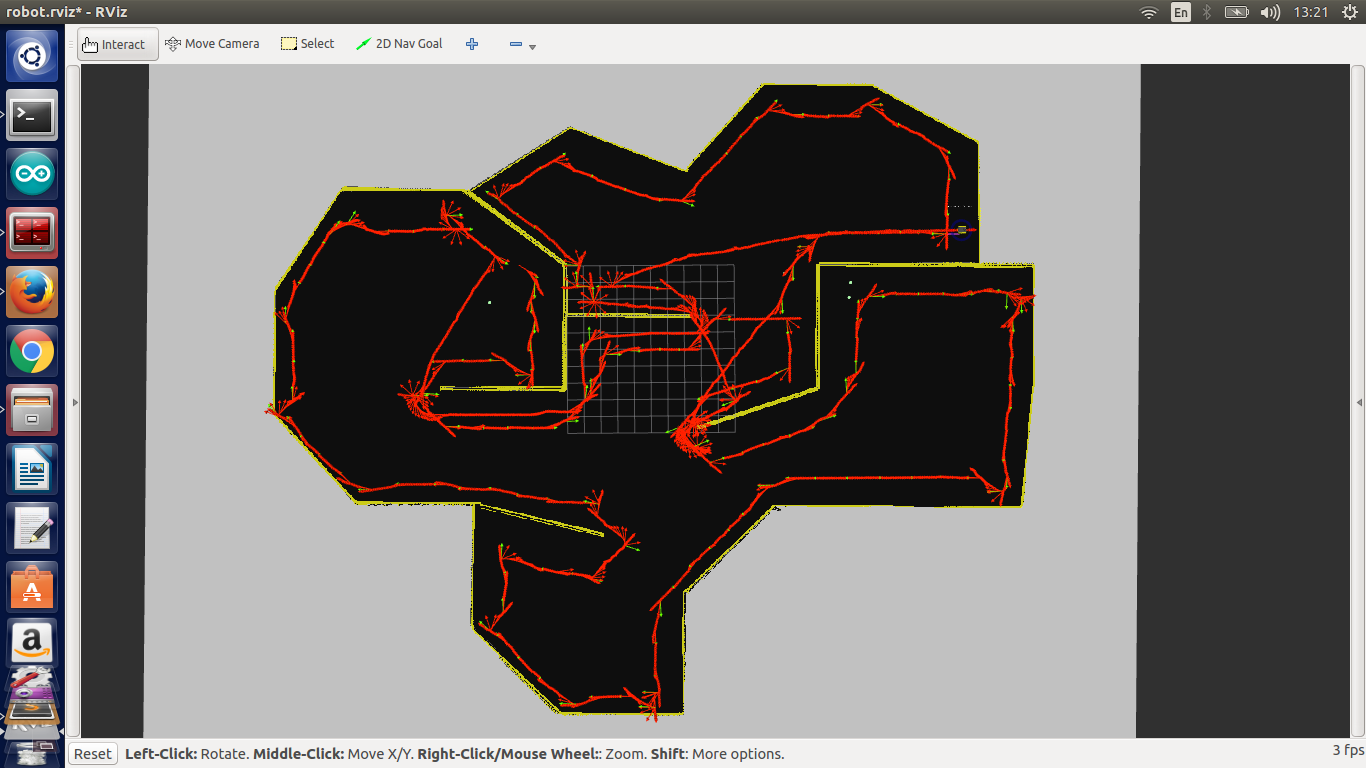 robot.rviz* - RViz
En
13:21
Interact
Move Camera
Select
2D Nav Goal
Reset
Left-Click: Rotate. Middle-Click: Move X/Y. Right-Click/Mouse Wheel:: Zoom. Shift: More options.
3 fps